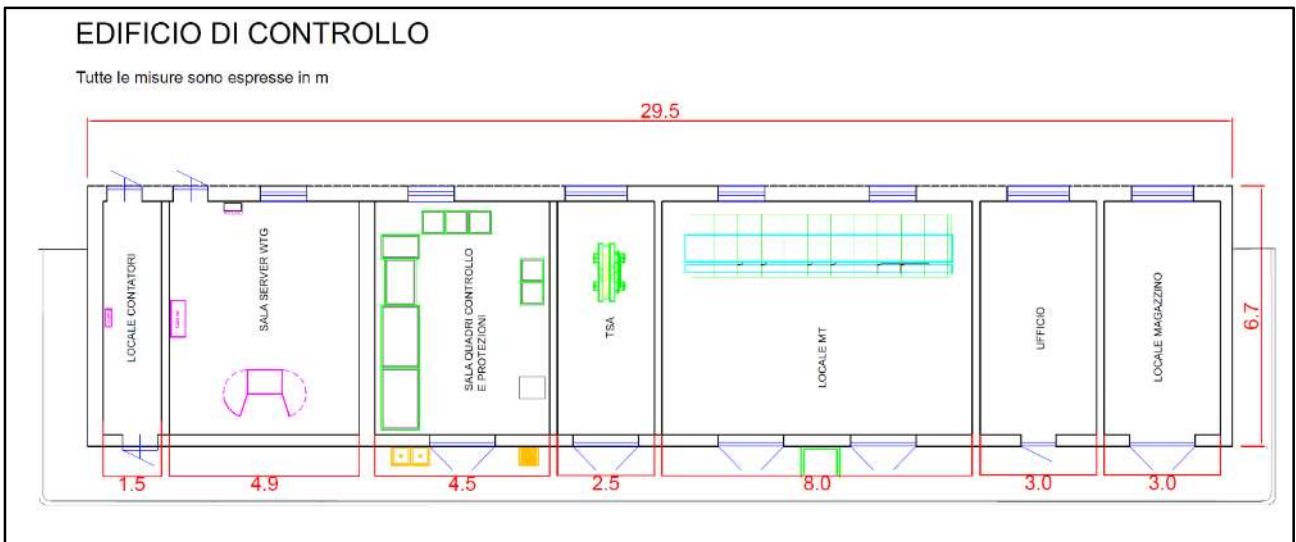 EDIFICIO DI CONTROLLO
Tutte le misure sono espresse in m
29.5
LOCALE CONTATORI
SALA SERVER WTG
SALA QUADRI CONTROLLO
E PROTEZIONI
TSA
LOCALE MT
UFFICIO
LOCALE MAGAZZINO
6.7
1.5
4.9
4.5
2.5
8.0
3.0
3.0